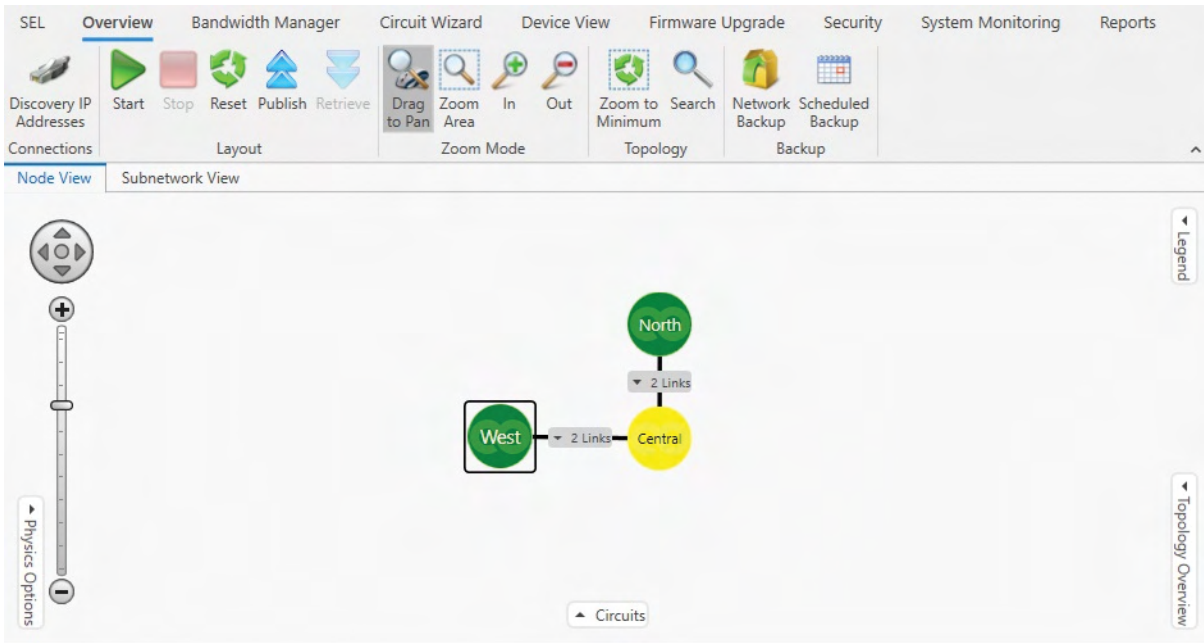 SEL Overview Bandwidth Manager Circuit Wizard Device View Firmware Upgrade Security System Monitoring Reports
Discovery IP Addresses
Start
Stop
Reset
Publish
Retrieve
Drag to Pan
Zoom Area
In
Out
Zoom to Minimum
Search
Network Backup
Scheduled Backup
Connections Layout Zoom Mode Topology Backup
Node View Subnetwork View
Legend
North
2 Links
West 2 Links Central
Physics Options
Topology Overview
Circuits